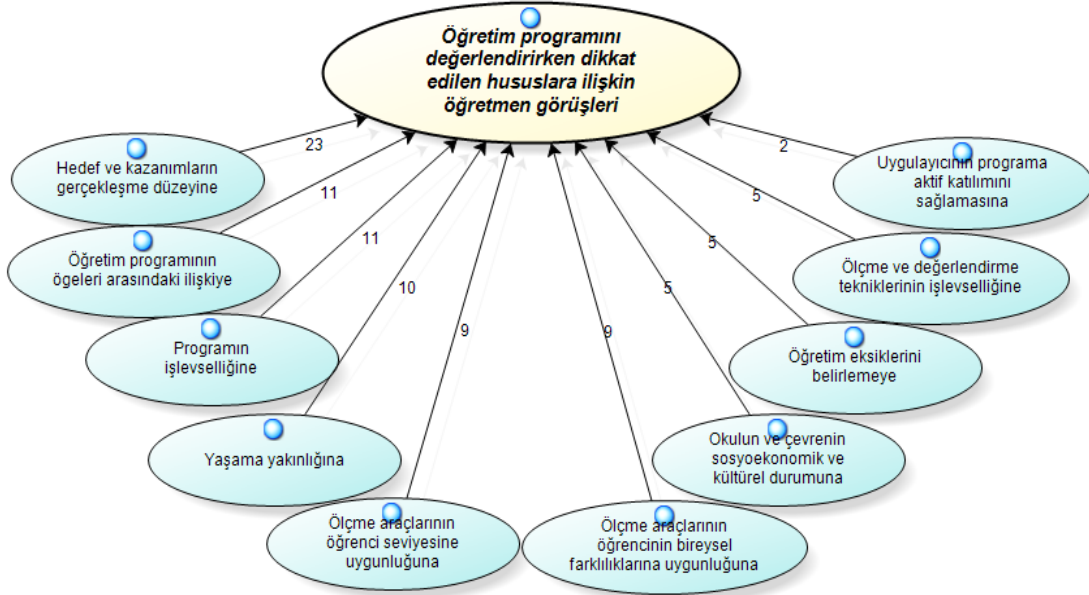 Öğretim programını
değerlendirirken dikkat
edilen hususlara ilişkin
öğretmen görüşleri
23
Hedef ve kazanımların
gerçekleşme düzeyine
11
Öğretim programının
ögeleri arasındaki ilişkiye
11
Programın
işlevselliğine
10
Yaşama yakınlığına
9
Ölçme araçlarının
öğrenci seviyesine
uygunluğuna
9
Ölçme araçlarının
öğrencinin bireysel
farklılıklarına uygunluğuna
5
Okulun ve çevrenin
sosyoekonomik ve
kültürel durumuna
5
Öğretim eksiklerini
belirlemeye
5
Ölçme ve değerlendirme
tekniklerinin işlevselliğine
2
Uygulayıcının programa
aktif katılımını
sağlamasına